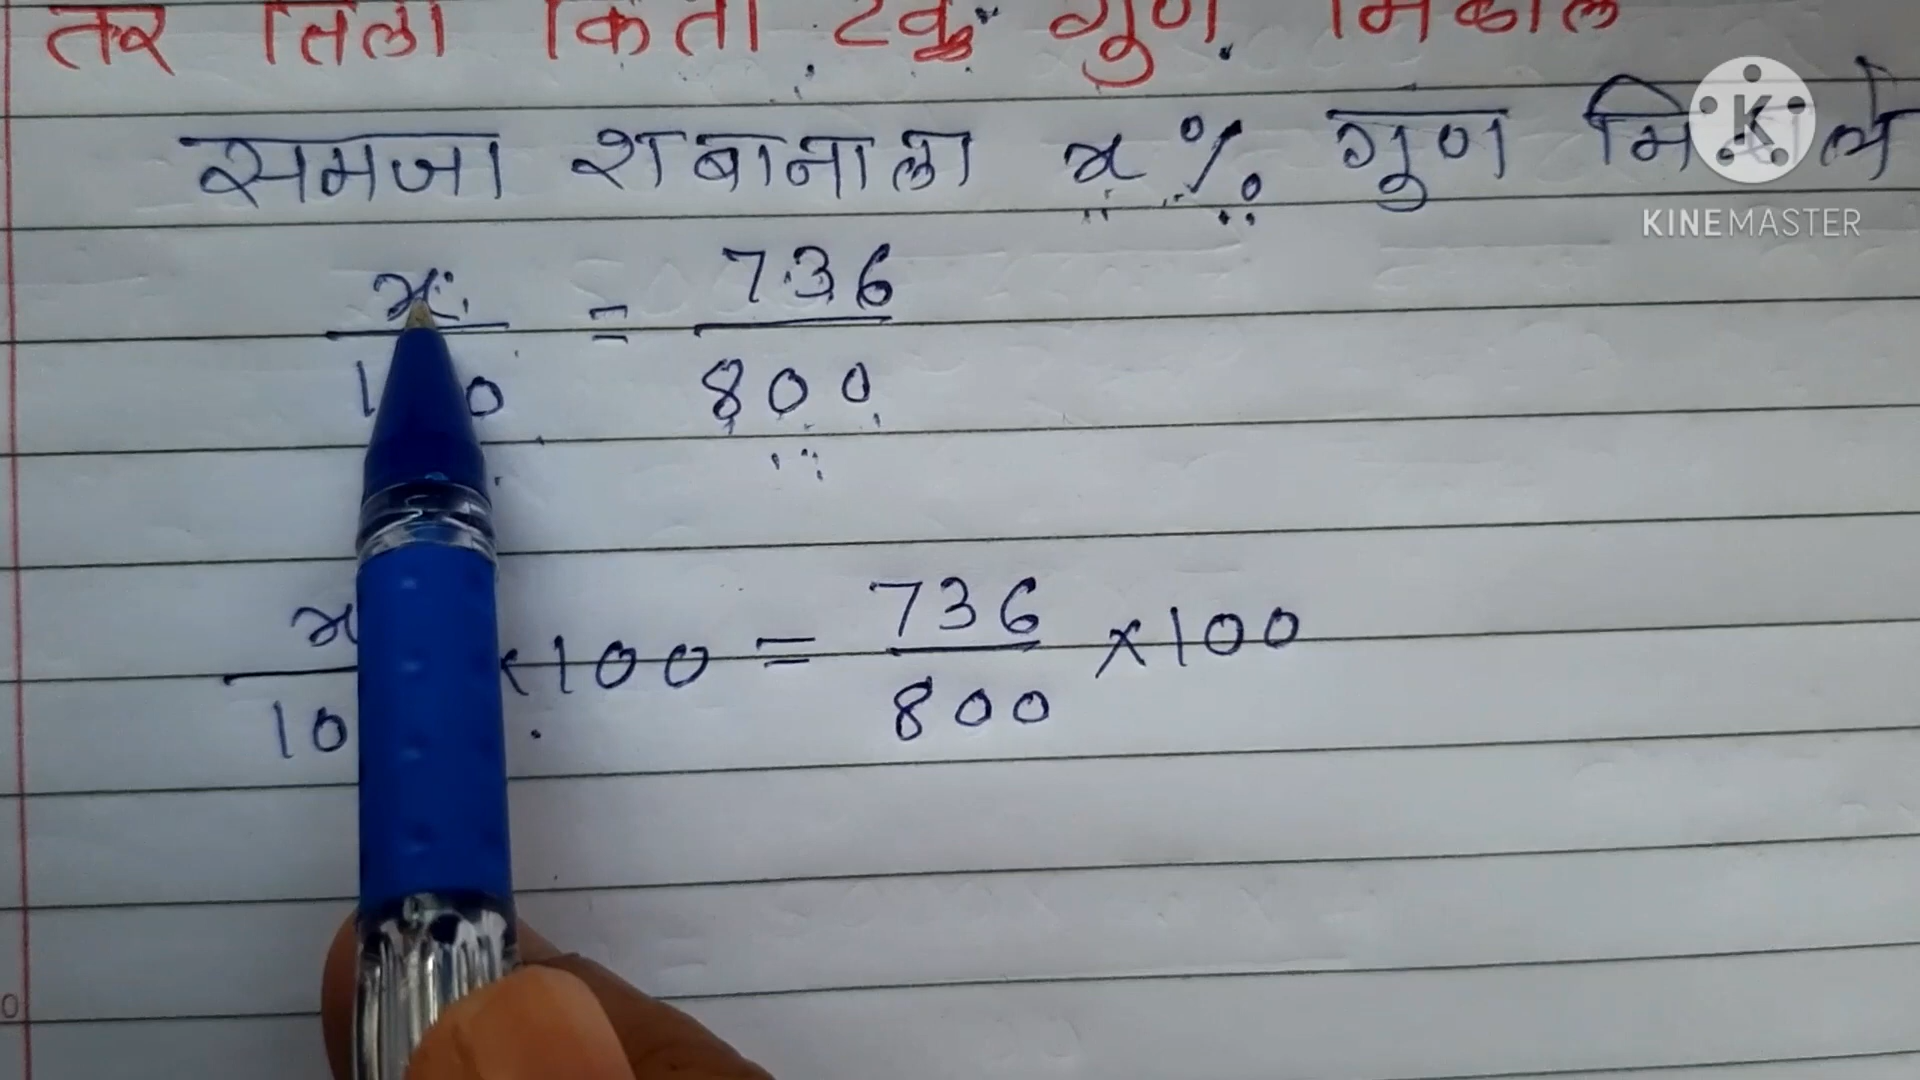 तर तिला किती टक्के गुण मिळाले
समजा शबानाला x% गुण मिळाले
K
KINEMASTER
x/100 = 736/800
x/100 ×100 = 736/800 ×100